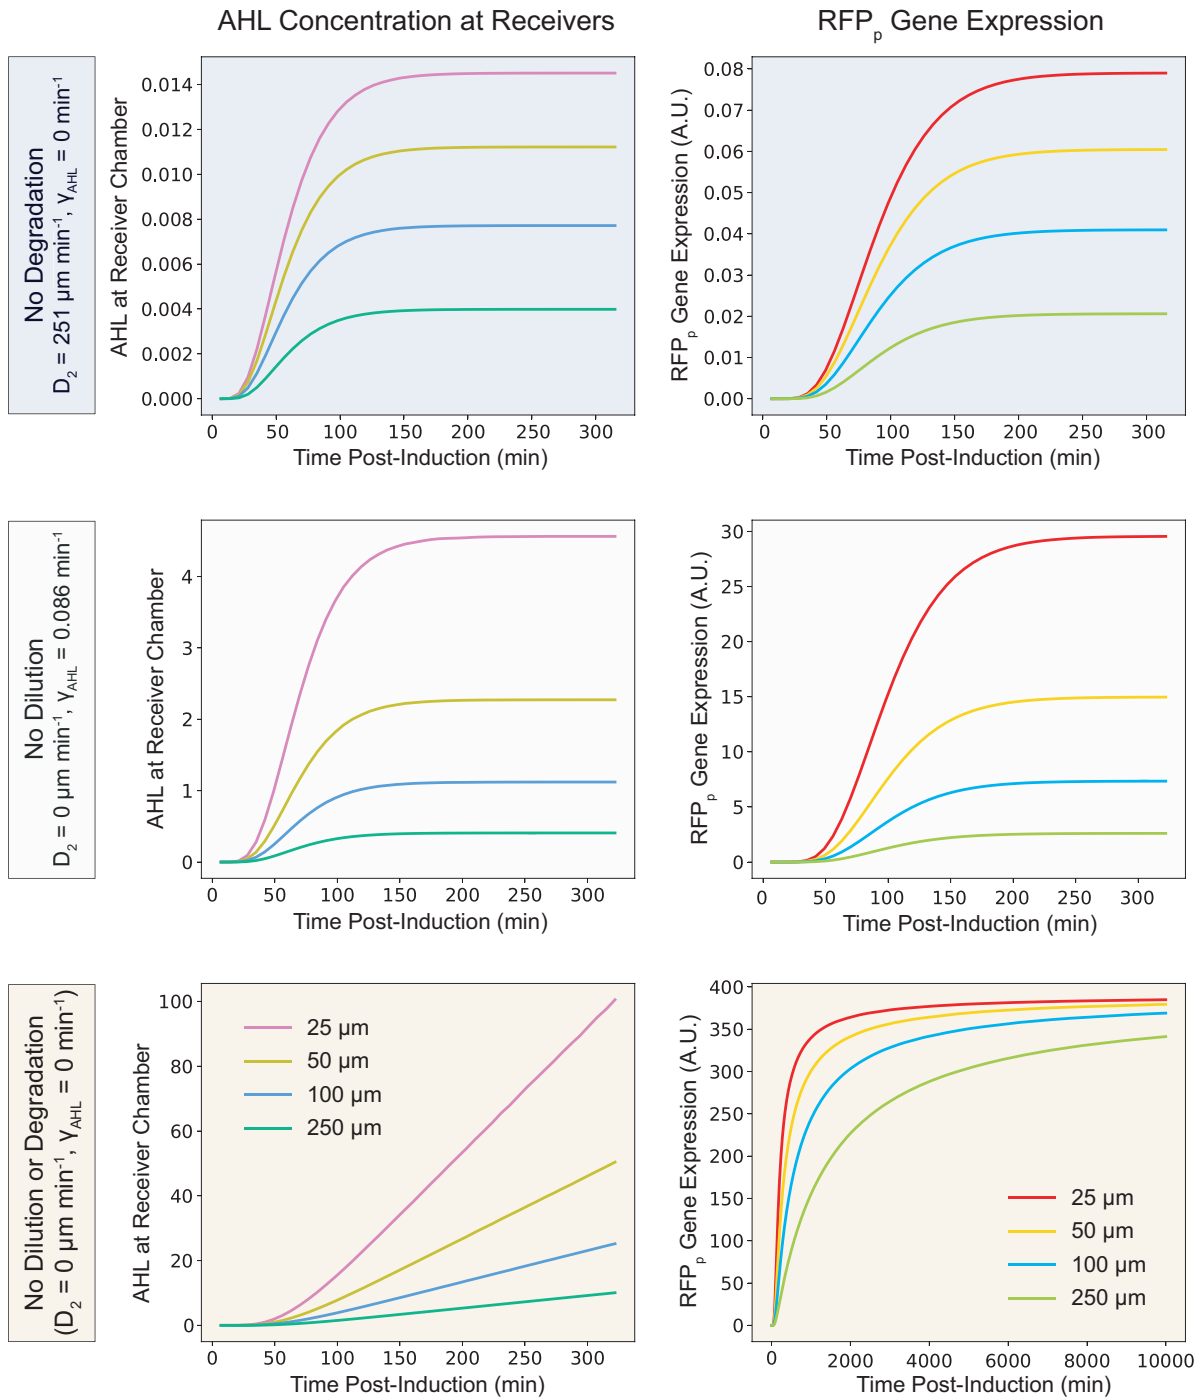 AHL Concentration at Receivers
RFPₚ Gene Expression
No Degradation
D₂ = 251 µm min⁻¹, γ_AHL = 0 min⁻¹
AHL at Receiver Chamber
0.014
0.012
0.010
0.008
0.006
0.004
0.002
0.000
0 50 100 150 200 250 300
Time Post-Induction (min)
RFPₚ Gene Expression (A.U.)
0.08
0.07
0.06
0.05
0.04
0.03
0.02
0.01
0.00
0 50 100 150 200 250 300
Time Post-Induction (min)
No Dilution
D₂ = 0 µm min⁻¹, γ_AHL = 0.086 min⁻¹
AHL at Receiver Chamber
4
3
2
1
0
0 50 100 150 200 250 300
Time Post-Induction (min)
RFPₚ Gene Expression (A.U.)
30
25
20
15
10
5
0
0 50 100 150 200 250 300
Time Post-Induction (min)
No Dilution or Degradation
(D₂ = 0 µm min⁻¹, γ_AHL = 0 min⁻¹)
AHL at Receiver Chamber
100
80
60
40
20
0
25 µm
50 µm
100 µm
250 µm
0 50 100 150 200 250 300
Time Post-Induction (min)
RFPₚ Gene Expression (A.U.)
400
350
300
250
200
150
100
50
0
25 µm
50 µm
100 µm
250 µm
0 2000 4000 6000 8000 10000
Time Post-Induction (min)